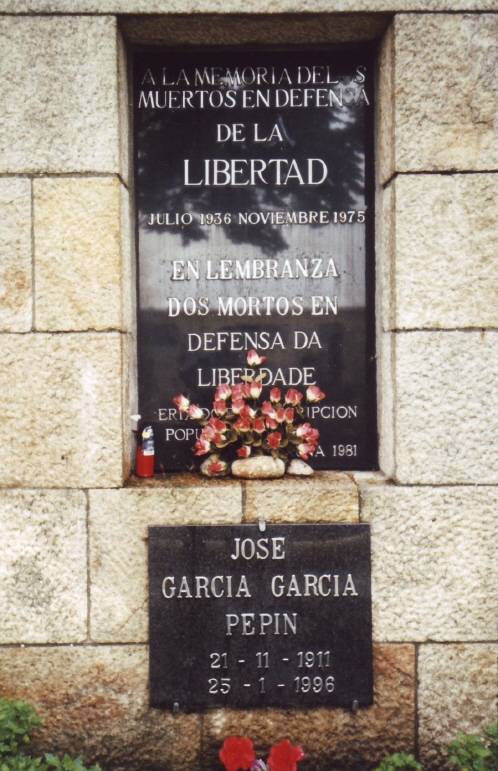 A LA MEMORIA DE
MUERTOS EN DEFENSA
DE LA
LIBERTAD
JULIO 1936 NOVIEMBRE 1975
EN LEMBRANZA
DOS MORTOS EN
DEFENSA DA
LIBERDADE
1981
JOSE
GARCIA GARCIA
PEPIN
21 - 11 - 1911
25 - 1 - 1996